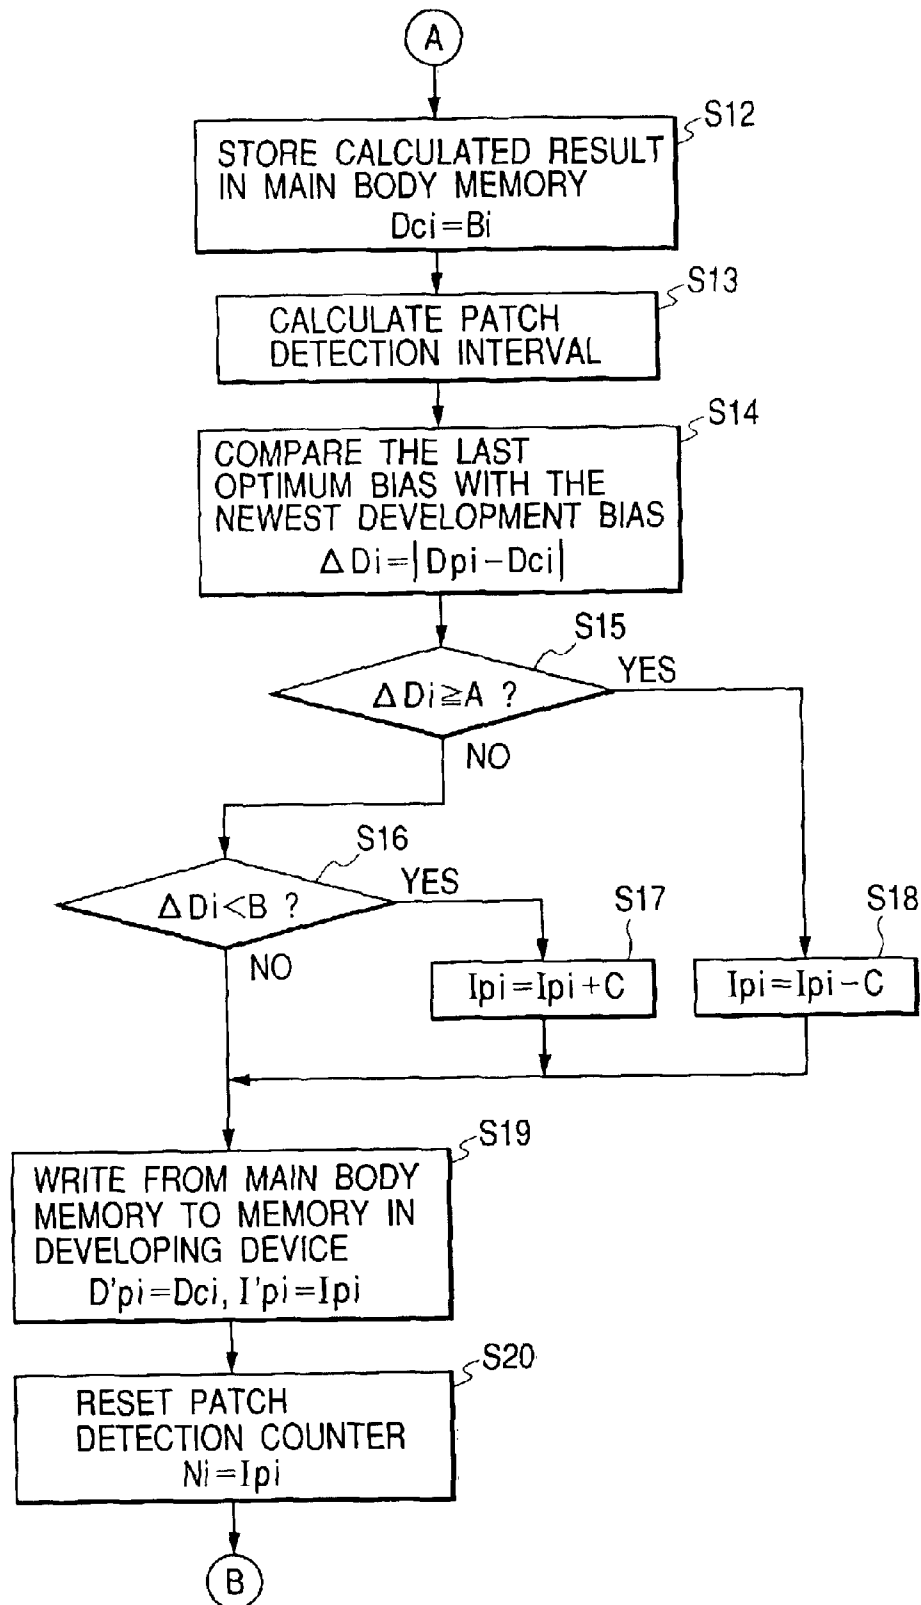 A
S12
STORE CALCULATED RESULT
IN MAIN BODY MEMORY
Dci=Bi
S13
CALCULATE PATCH
DETECTION INTERVAL
S14
COMPARE THE LAST
OPTIMUM BIAS WITH THE
NEWEST DEVELOPMENT BIAS
ΔDi=|Dpi-Dci|
S15
ΔDi≧A ?
YES
NO
S16
ΔDi<B ?
YES
NO
S17
Ipi=Ipi+C
S18
Ipi=Ipi-C
S19
WRITE FROM MAIN BODY
MEMORY TO MEMORY IN
DEVELOPING DEVICE
D'pi=Dci, I'pi=Ipi
S20
RESET PATCH
DETECTION COUNTER
Ni=Ipi
B